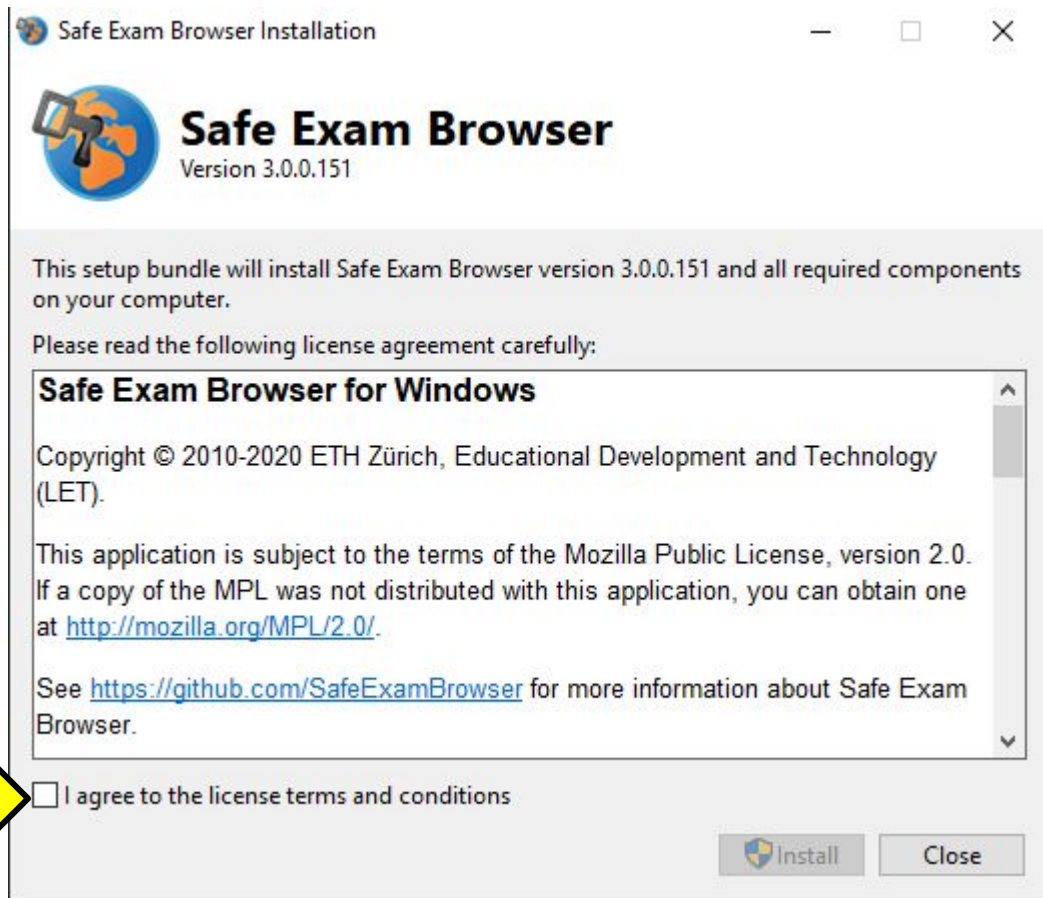 Safe Exam Browser Installation
Safe Exam Browser
Version 3.0.0.151
This setup bundle will install Safe Exam Browser version 3.0.0.151 and all required components
on your computer.
Please read the following license agreement carefully:
Safe Exam Browser for Windows
Copyright © 2010-2020 ETH Zürich, Educational Development and Technology
(LET).
This application is subject to the terms of the Mozilla Public License, version 2.0.
If a copy of the MPL was not distributed with this application, you can obtain one
at http://mozilla.org/MPL/2.0/.
See https://github.com/SafeExamBrowser for more information about Safe Exam
Browser.
I agree to the license terms and conditions
Install
Close